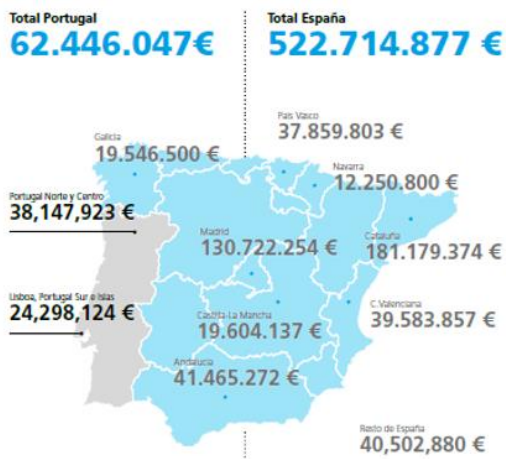 Total Portugal
62.446.047€
Total España
522.714.877 €
País Vasco
37.859.803 €
Galicia
19.546.500 €
Navarra
12.250.800 €
Portugal Norte y Centro
38,147,923 €
Madrid
130.722.254 €
Cataluña
181.179.374 €
Lisboa, Portugal Sur e Islas
24,298,124 €
Castilla-La Mancha
19.604.137 €
C.Valenciana
39.583.857 €
Andalucía
41.465.272 €
Resto de España
40,502,880 €